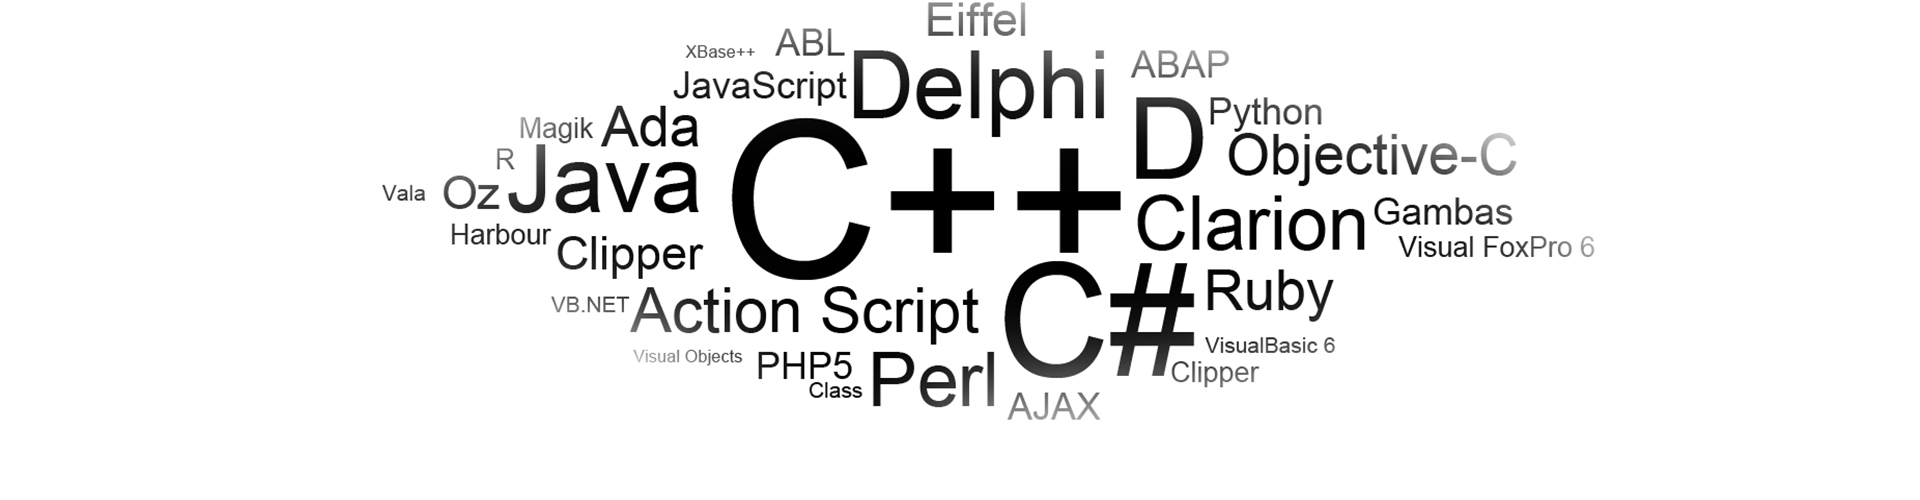 Eiffel
XBase++ ABL
Delphi
ABAP
JavaScript
Python
Magik Ada
D
Objective-C
R
Java
C++
Vala Oz
Clarion Gambas
Harbour
Clipper
Visual FoxPro 6
VB.NET Action Script
C#
Ruby
Visual Objects PHP5
VisualBasic 6
Class Perl
Clipper
AJAX